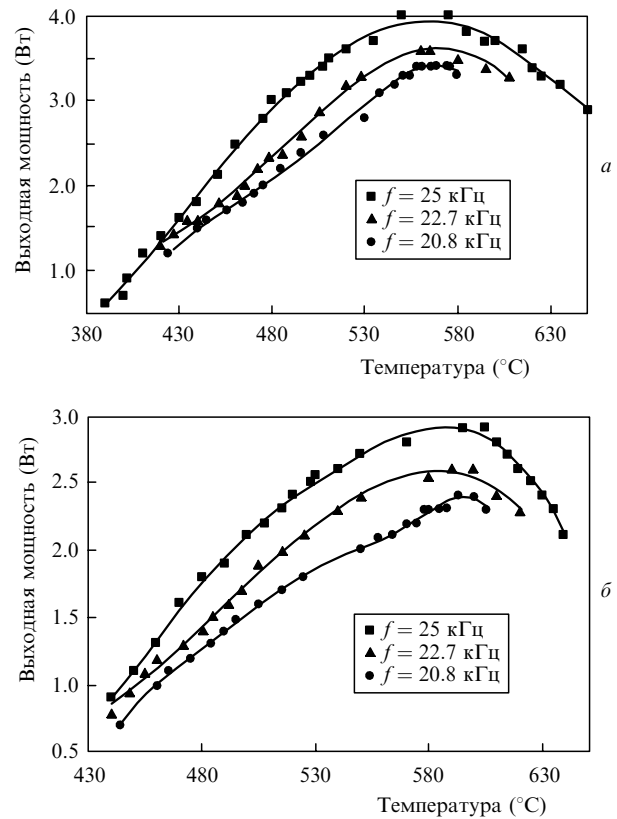 Выходная мощность (Вт)
4.0
3.0
2.0
1.0
f = 25 кГц
f = 22.7 кГц
f = 20.8 кГц
а
380 430 480 530 580 630
Температура (°C)
Выходная мощность (Вт)
3.0
2.5
2.0
1.5
1.0
0.5
f = 25 кГц
f = 22.7 кГц
f = 20.8 кГц
б
430 480 530 580 630
Температура (°C)